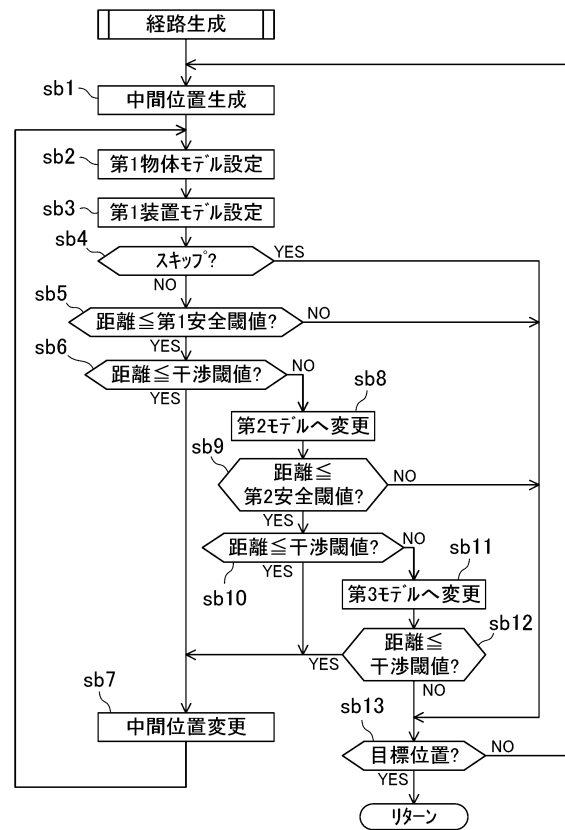 経路生成
sb1
中間位置生成
sb2
第1物体モデル設定
sb3
第1装置モデル設定
sb4
スキップ?
YES
NO
sb5
距離≦第1安全閾値?
NO
YES
sb6
距離≦干渉閾値?
NO
YES
sb8
第2モデルへ変更
sb9
距離≦
第2安全閾値?
NO
YES
距離≦干渉閾値?
NO
YES
sb10
sb11
第3モデルへ変更
sb12
距離≦
干渉閾値?
YES
NO
sb7
中間位置変更
sb13
目標位置?
NO
YES
リターン